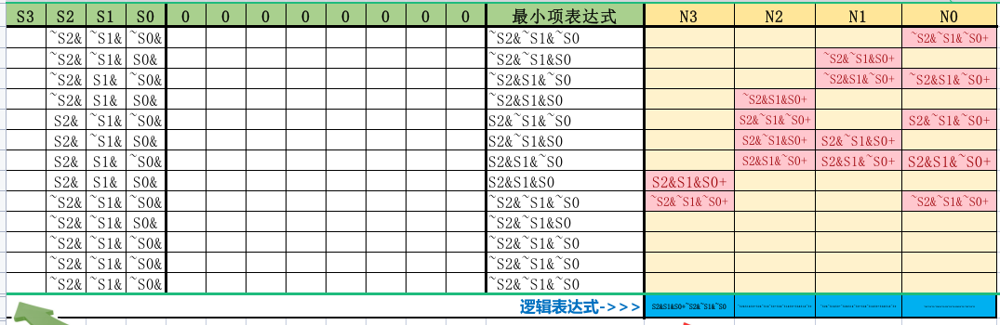 S3 S2 S1 S0 0 0 0 0 0 0 0 0 最小项表达式 N3 N2 N1 N0
~S2& ~S1& ~S0& ~S2&~S1&~S0 ~S2&~S1&~S0+
~S2& ~S1& S0& ~S2&~S1&S0 ~S2&~S1&S0+
~S2& S1& ~S0& ~S2&S1&~S0 ~S2&S1&~S0+ ~S2&S1&~S0+
~S2& S1& S0& ~S2&S1&S0 ~S2&S1&S0+
S2& ~S1& ~S0& S2&~S1&~S0 S2&~S1&~S0+ S2&~S1&~S0+
S2& ~S1& S0& S2&~S1&S0 S2&~S1&S0+ S2&~S1&S0+
S2& S1& ~S0& S2&S1&~S0 S2&S1&~S0+ S2&S1&~S0+ S2&S1&~S0+
S2& S1& S0& S2&S1&S0 S2&S1&S0+
~S2& ~S1& ~S0& ~S2&~S1&~S0 ~S2&~S1&~S0+ ~S2&~S1&~S0+
~S2& ~S1& S0& ~S2&~S1&S0
~S2& ~S1& ~S0& ~S2&~S1&~S0
~S2& ~S1& ~S0& ~S2&~S1&~S0
~S2& ~S1& ~S0& ~S2&~S1&~S0
逻辑表达式->>> S2&S1&S0+~S2&~S1&~S0